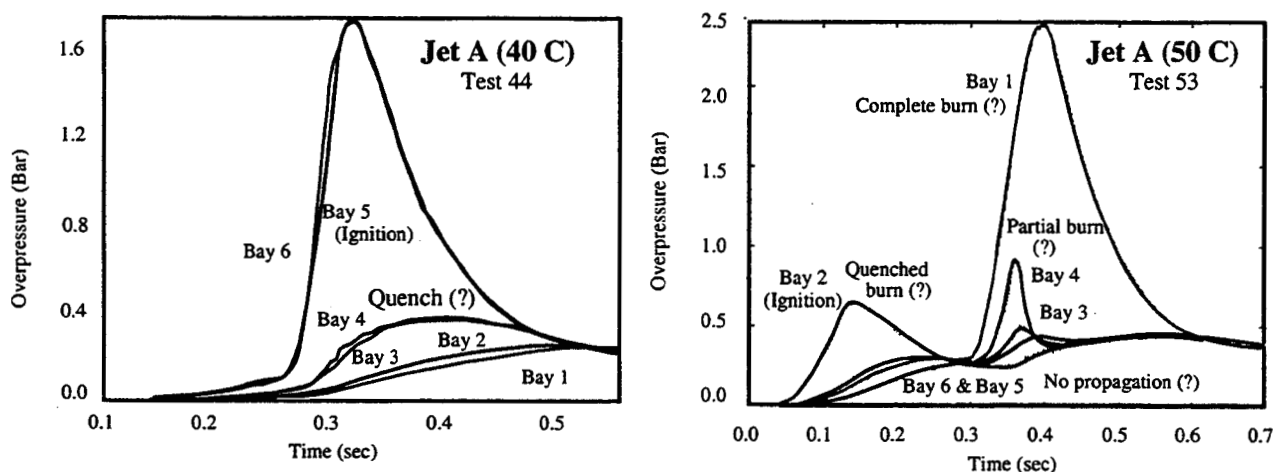 Jet A (40 C)
Test 44
Overpressure (Bar)
1.6
1.2
0.8
0.4
0.0
Bay 6
Bay 5
(Ignition)
Quench (?)
Bay 4
Bay 3
Bay 2
Bay 1
0.1
0.2
0.3
0.4
0.5
Time (sec)
Jet A (50 C)
Test 53
Overpressure (Bar)
2.5
2.0
1.5
1.0
0.5
0.0
Bay 1
Complete burn (?)
Partial burn
(?)
Bay 4
Bay 2
(Ignition)
Quenched
burn (?)
Bay 3
Bay 6 & Bay 5
No propagation (?)
0.0
0.1
0.2
0.3
0.4
0.5
0.6
0.7
Time (sec)